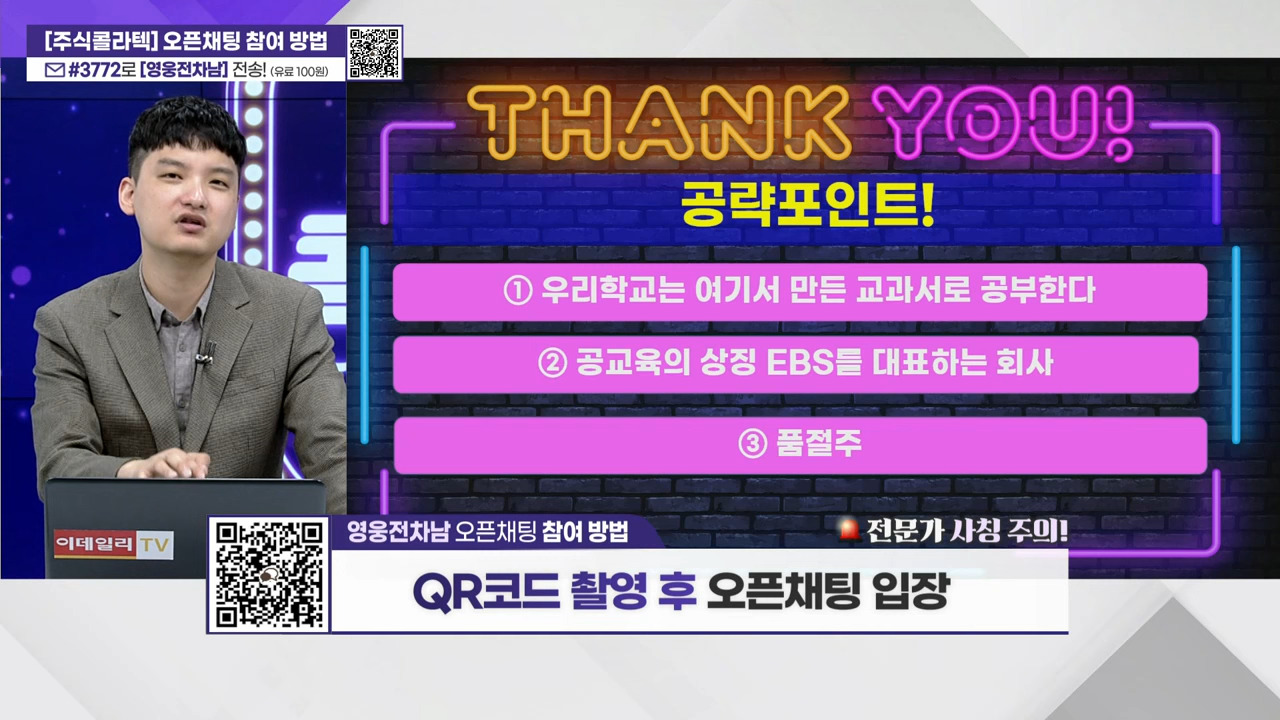 [주식콜라텍] 오픈채팅 참여 방법
#3772로 [영웅전차남] 전송! (유료 100원)
THANK YOU!
공략포인트!
① 우리학교는 여기서 만든 교과서로 공부한다
② 공교육의 상징 EBS를 대표하는 회사
③ 품절주
이데일리 TV
영웅전차남 오픈채팅 참여 방법
전문가 사칭 주의!
QR코드 촬영 후 오픈채팅 입장